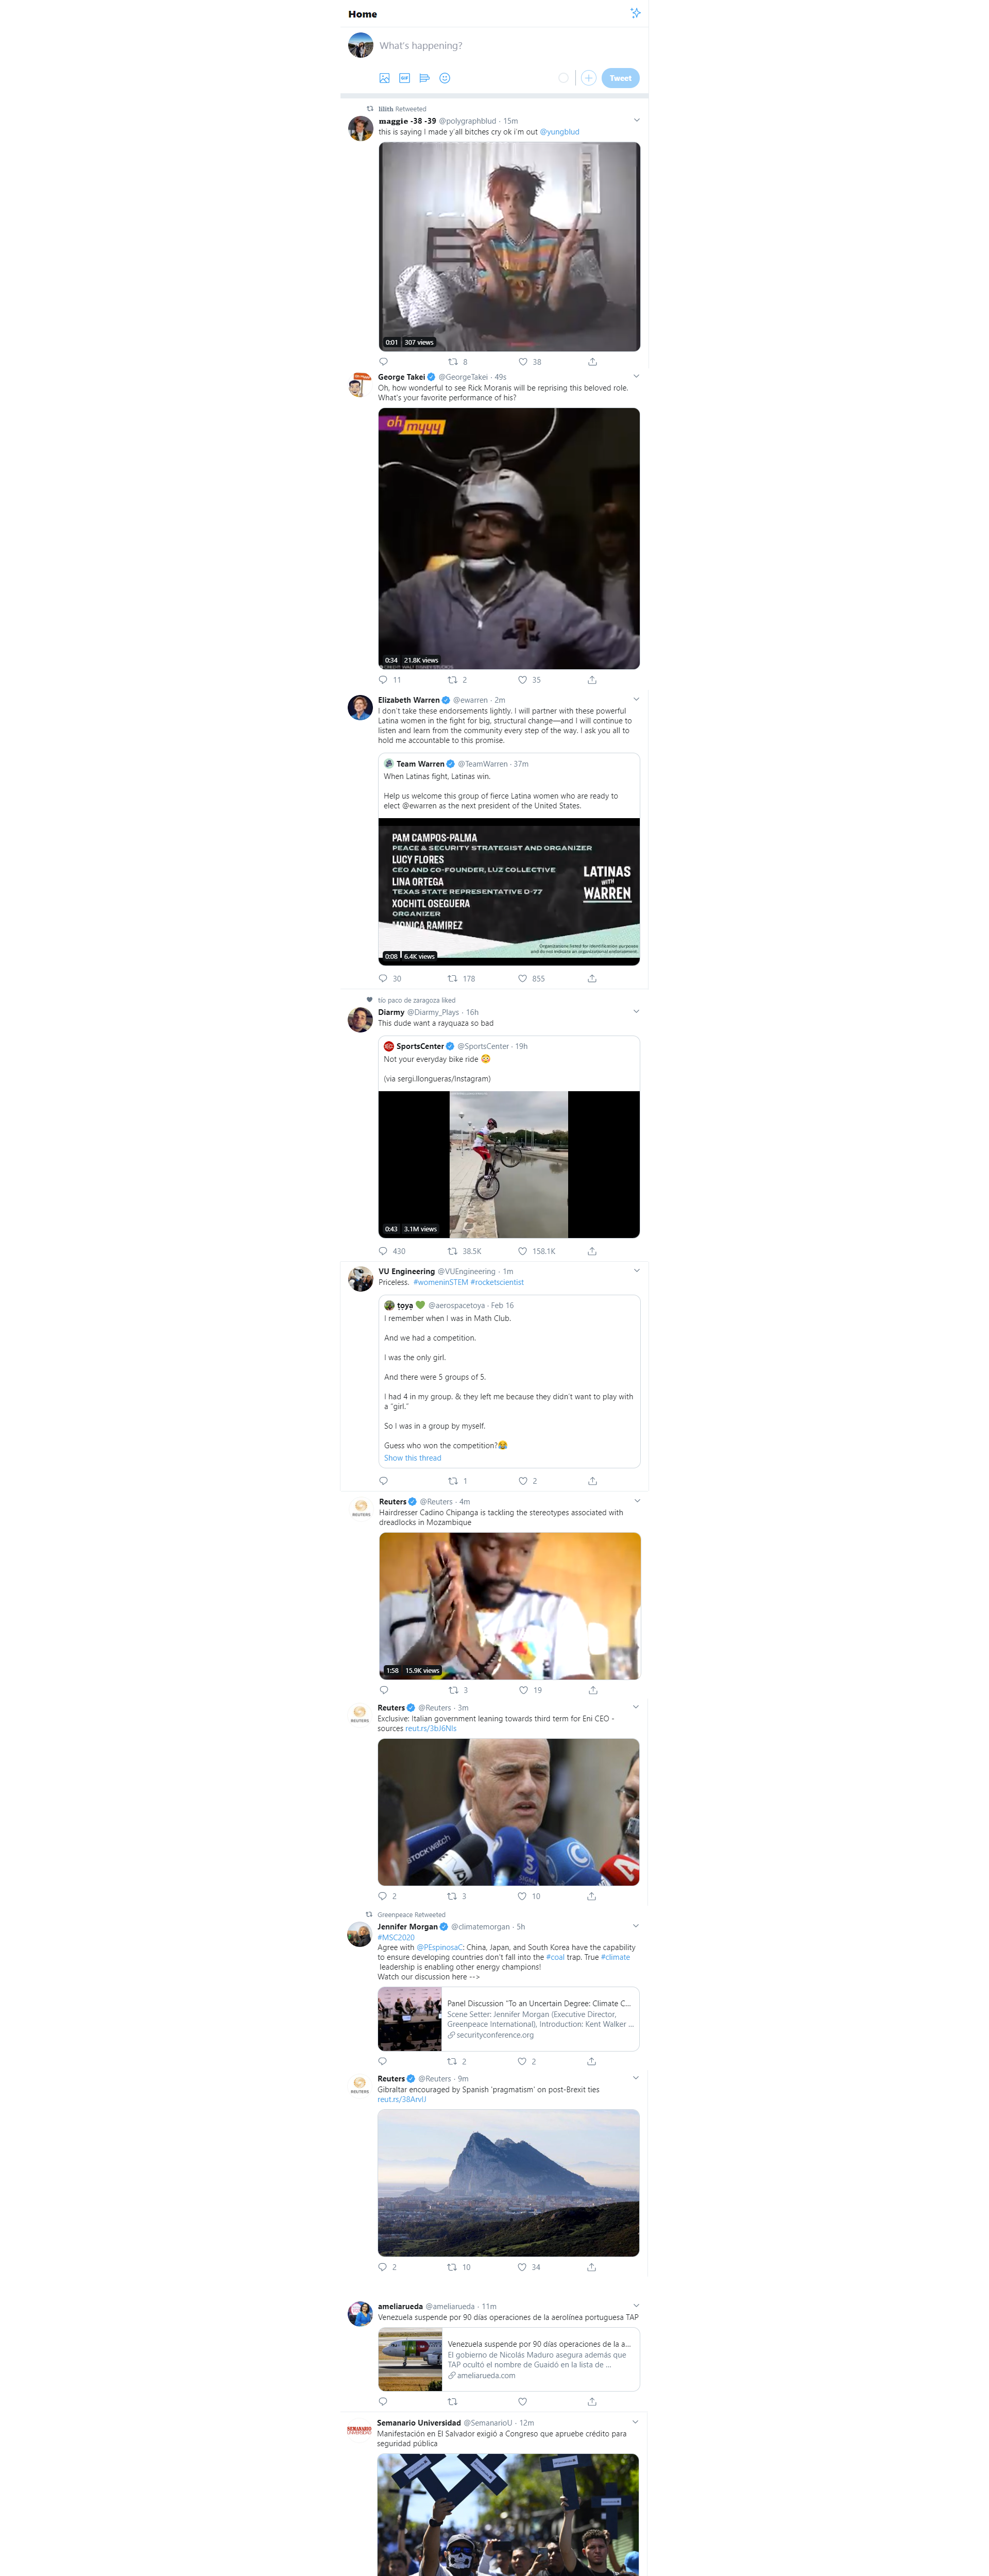 Home
What's happening?
GIF
Tweet
lilith Retweeted
maggie -38 -39 @polygraphblud · 15m
this is saying I made y'all bitches cry ok i'm out @yungblud
0:01 307 views
8 38
George Takei @GeorgeTakei · 49s
Oh, how wonderful to see Rick Moranis will be reprising this beloved role.
What's your favorite performance of his?
oh myyy
0:34 21.8K views
11 2 35
Elizabeth Warren @ewarren · 2m
I don't take these endorsements lightly. I will partner with these powerful
Latina women in the fight for big, structural change—and I will continue to
listen and learn from the community every step of the way. I ask you all to
hold me accountable to this promise.
Team Warren @TeamWarren · 37m
When Latinas fight, Latinas win.
Help us welcome this group of fierce Latina women who are ready to
elect @ewarren as the next president of the United States.
PAM CAMPOS-PALMA
PEACE & SECURITY STRATEGIST AND ORGANIZER
LUCY FLORES
CEO AND CO-FOUNDER, LUZ COLLECTIVE
LINA ORTEGA
TEXAS STATE REPRESENTATIVE D-77
XOCHITL OSEGUERA
ORGANIZER
MONICA RAMIREZ
LATINAS
WITH
WARREN
Organizations listed for identification purposes
and do not indicate an organizational endorsement.
0:08 6.4K views
30 178 855
tío paco de zaragoza liked
Diarmy @Diarmy_Plays · 16h
This dude want a rayquaza so bad
SportsCenter @SportsCenter · 19h
Not your everyday bike ride 😳
(via sergi.llongueras/Instagram)
0:43 3.1M views
430 38,5K 158.1K
VU Engineering @VUEngineering · 1m
Priceless. #womeninSTEM #rocketscientist
toya 💚 @aerospacetoya · Feb 16
I remember when I was in Math Club.
And we had a competition.
I was the only girl.
And there were 5 groups of 5.
I had 4 in my group. & they left me because they didn't want to play with
a "girl."
So I was in a group by myself.
Guess who won the competition?😂
Show this thread
1 2
REUTERS
Reuters @Reuters · 4m
Hairdresser Cadino Chipanga is tackling the stereotypes associated with
dreadlocks in Mozambique
1:58 15.9K views
3 19
REUTERS
Reuters @Reuters · 3m
Exclusive: Italian government leaning towards third term for Eni CEO -
sources reut.rs/3bJ6NIs
STOCKWATCH
SIGMA
C
2 3 10
Greenpeace Retweeted
Jennifer Morgan @climatemorgan · 5h
#MSC2020
Agree with @PEspinosaC: China, Japan, and South Korea have the capability
to ensure developing countries don't fall into the #coal trap. True #climate
leadership is enabling other energy champions!
Watch our discussion here -->
Panel Discussion "To an Uncertain Degree: Climate C...
Scene Setter: Jennifer Morgan (Executive Director,
Greenpeace International), Introduction: Kent Walker ...
securityconference.org
2 2
REUTERS
Reuters @Reuters · 9m
Gibraltar encouraged by Spanish 'pragmatism' on post-Brexit ties
reut.rs/38ArvIJ
2 10 34
ameliarueda @ameliarueda · 11m
Venezuela suspende por 90 días operaciones de la aerolínea portuguesa TAP
Venezuela suspende por 90 días operaciones de la a...
El gobierno de Nicolás Maduro asegura además que
TAP ocultó el nombre de Guaidó en la lista de ...
ameliarueda.com
SEMANARIO
UNIVERSIDAD
Semanario Universidad @SemanarioU · 12m
Manifestación en El Salvador exigió a Congreso que apruebe crédito para
seguridad pública